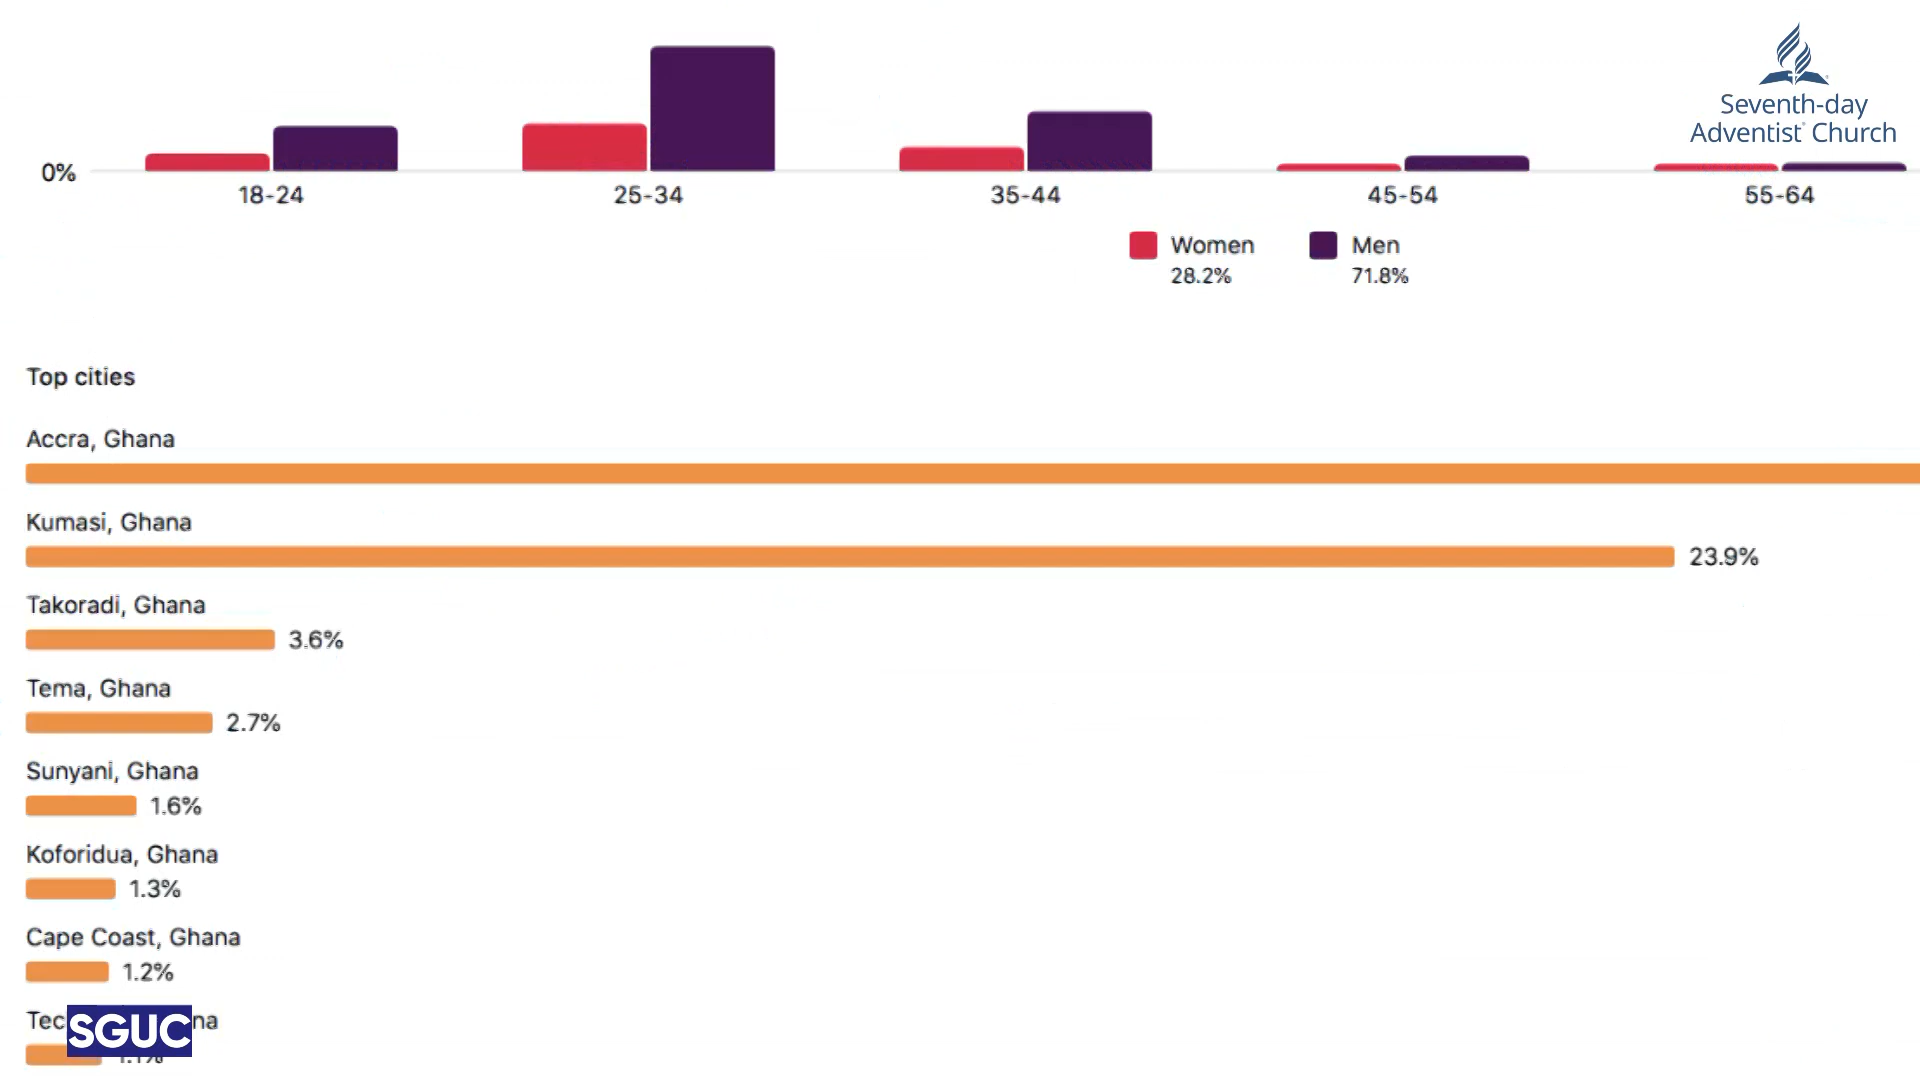 Seventh-day
Adventist® Church
0%
18-24 25-34 35-44 45-54 55-64
Women Men
28.2% 71.8%
Top cities
Accra, Ghana
Kumasi, Ghana
23.9%
Takoradi, Ghana
3.6%
Tema, Ghana
2.7%
Sunyani, Ghana
1.6%
Koforidua, Ghana
1.3%
Cape Coast, Ghana
1.2%
SGUC